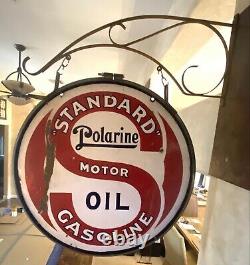 "STANDARD"
Polarine
MOTOR
OIL
GASOLINE